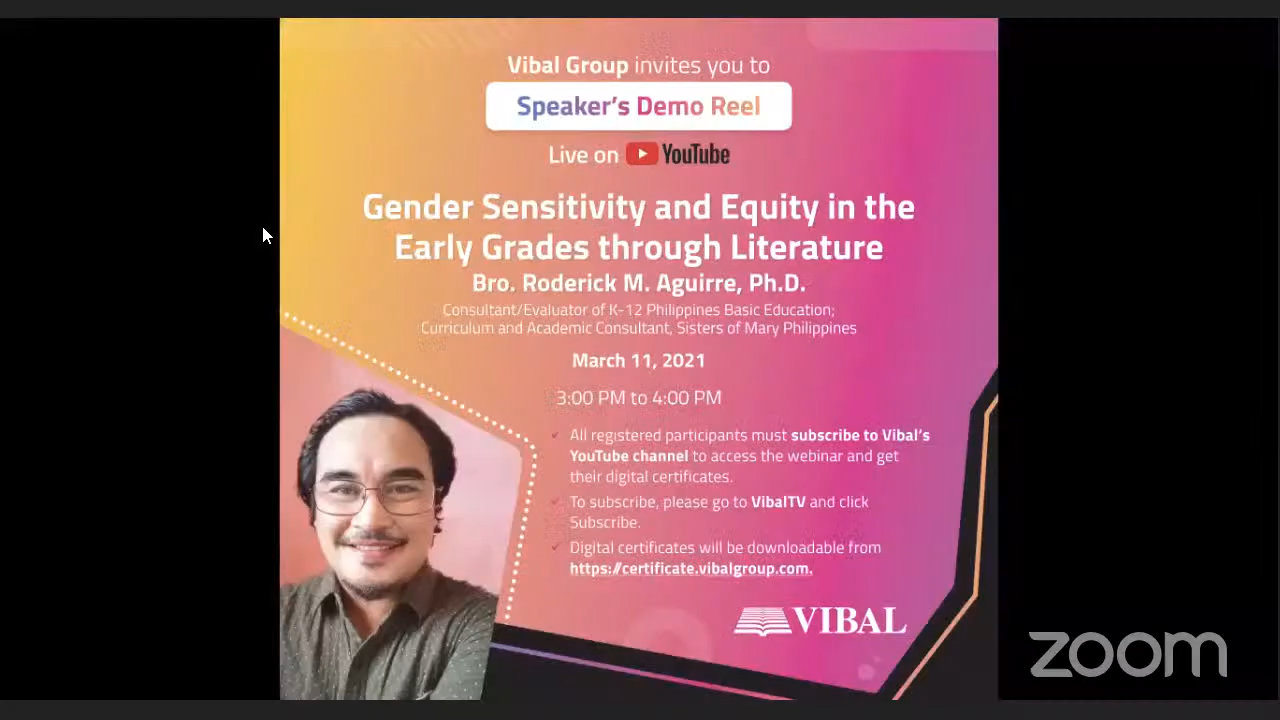 Vibal Group invites you to
Speaker's Demo Reel
Live on YouTube
Gender Sensitivity and Equity in the
Early Grades through Literature
Bro. Roderick M. Aguirre, Ph.D.
Consultant/Evaluator of K-12 Philippines Basic Education;
Curriculum and Academic Consultant, Sisters of Mary Philippines
March 11, 2021
3:00 PM to 4:00 PM
All registered participants must subscribe to Vibal's
YouTube channel to access the webinar and get
their digital certificates.
To subscribe, please go to VibalTV and click
Subscribe.
Digital certificates will be downloadable from
https://certificate.vibalgroup.com.
VIBAL
zoom